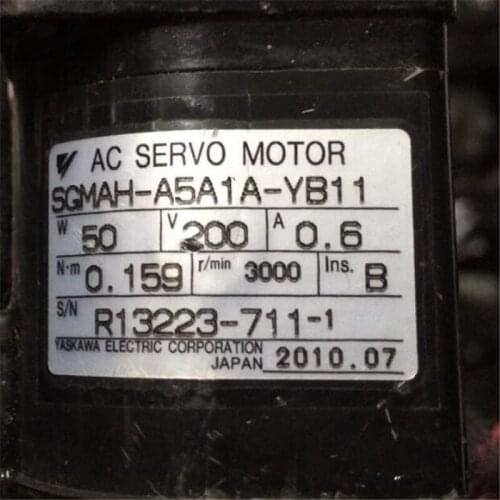 AC SERVO MOTOR
SGMAH-A5A1A-YB11
W 50 V 200 A 0.6
N·m 0.159 r/min 3000 Ins. B
S/N R13223-711-1
YASKAWA ELECTRIC CORPORATION
JAPAN 2010.07